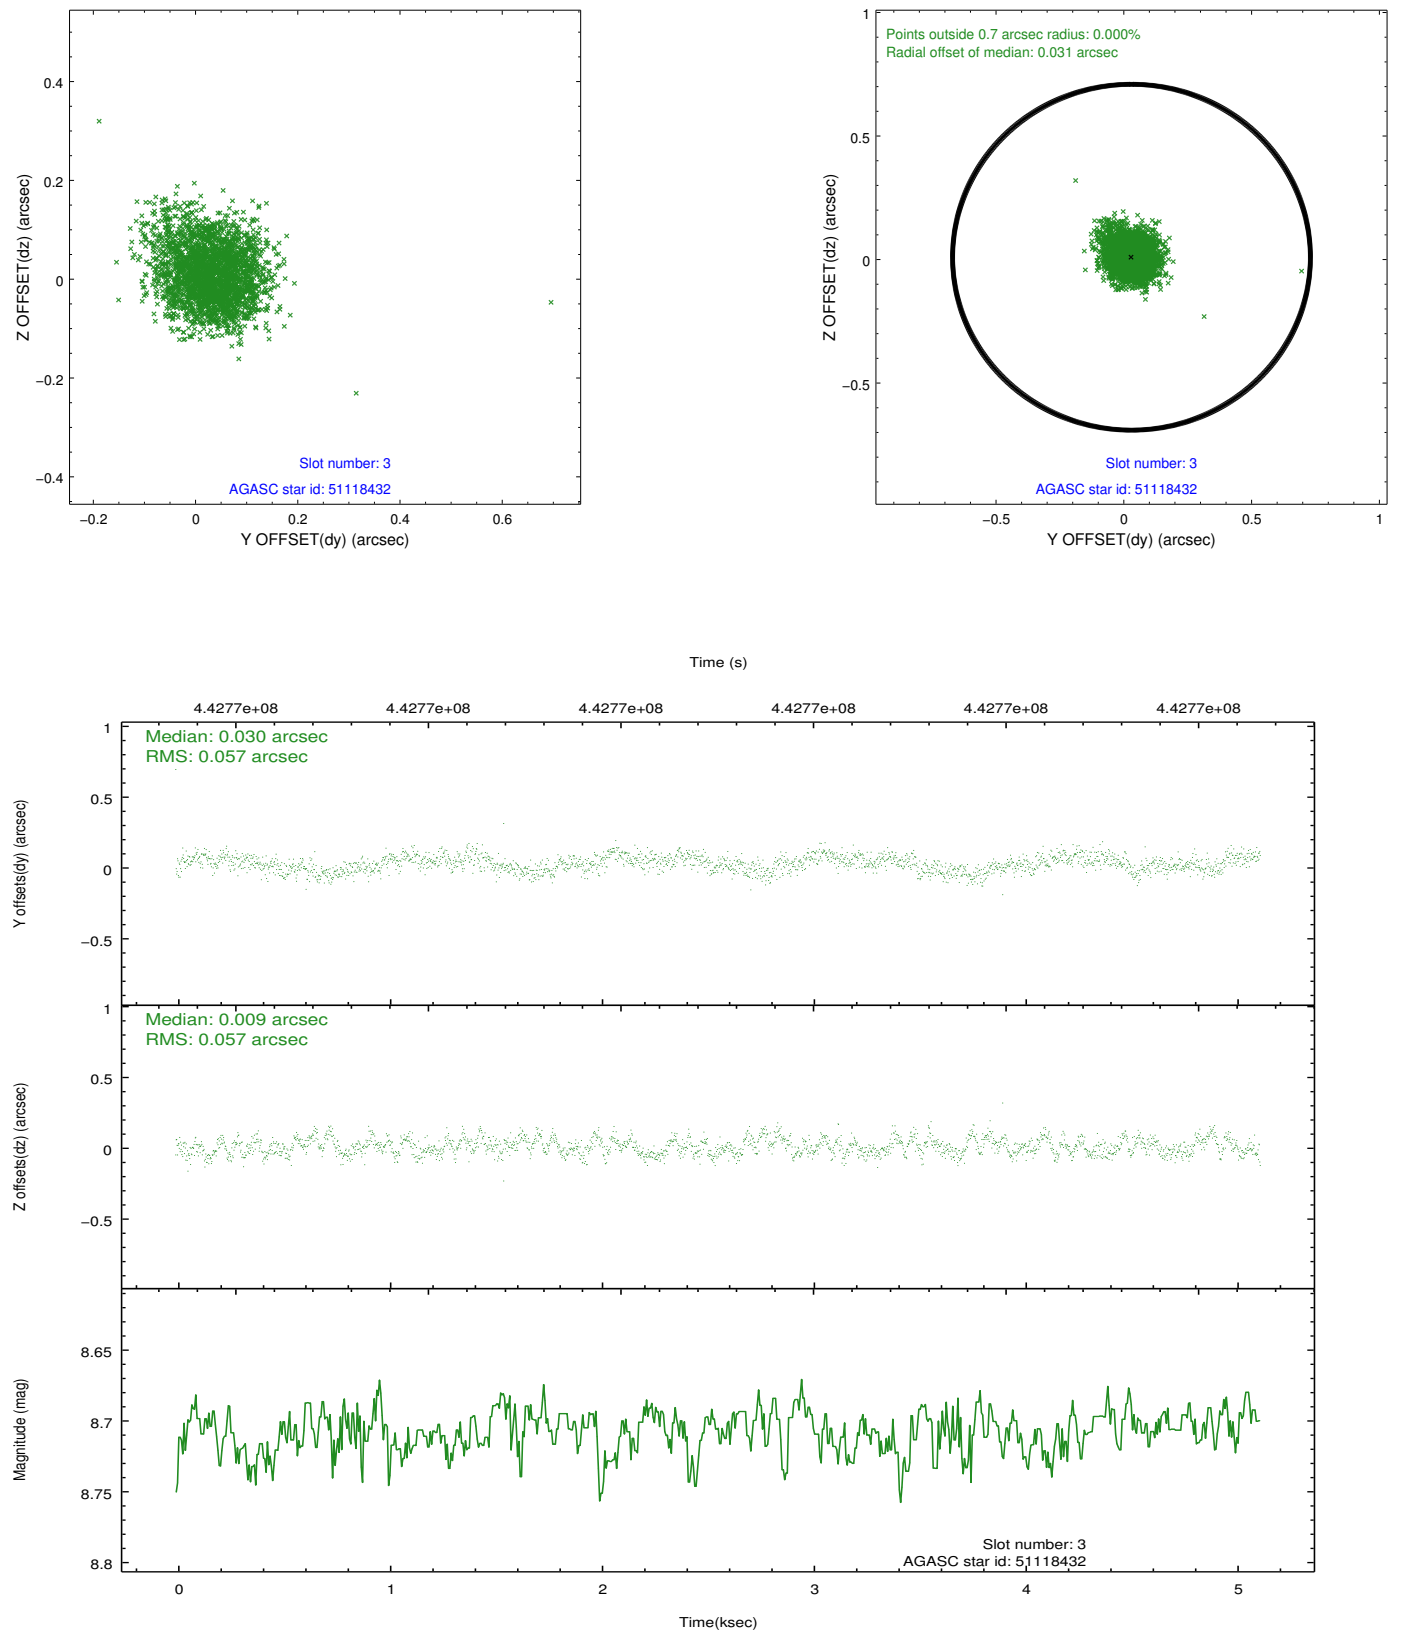 0.4
0.2
0
−0.2
−0.4
Z OFFSET(dz) (arcsec)
Slot number: 3
AGASC star id: 51118432
−0.2 0 0.2 0.4 0.6
Y OFFSET(dy) (arcsec)
1
0.5
0
−0.5
Z OFFSET(dz) (arcsec)
Points outside 0.7 arcsec radius: 0.000%
Radial offset of median: 0.031 arcsec
Slot number: 3
AGASC star id: 51118432
−0.5 0 0.5 1
Y OFFSET(dy) (arcsec)
Time (s)
4.4277e+08 4.4277e+08 4.4277e+08 4.4277e+08 4.4277e+08 4.4277e+08
1
0.5
0
−0.5
Y offsets(dy) (arcsec)
Median: 0.030 arcsec
RMS: 0.057 arcsec
1
0.5
0
−0.5
Z offsets(dz) (arcsec)
Median: 0.009 arcsec
RMS: 0.057 arcsec
8.65
8.7
8.75
8.8
Magnitude (mag)
Slot number: 3
AGASC star id: 51118432
0 1 2 3 4 5
Time(ksec)